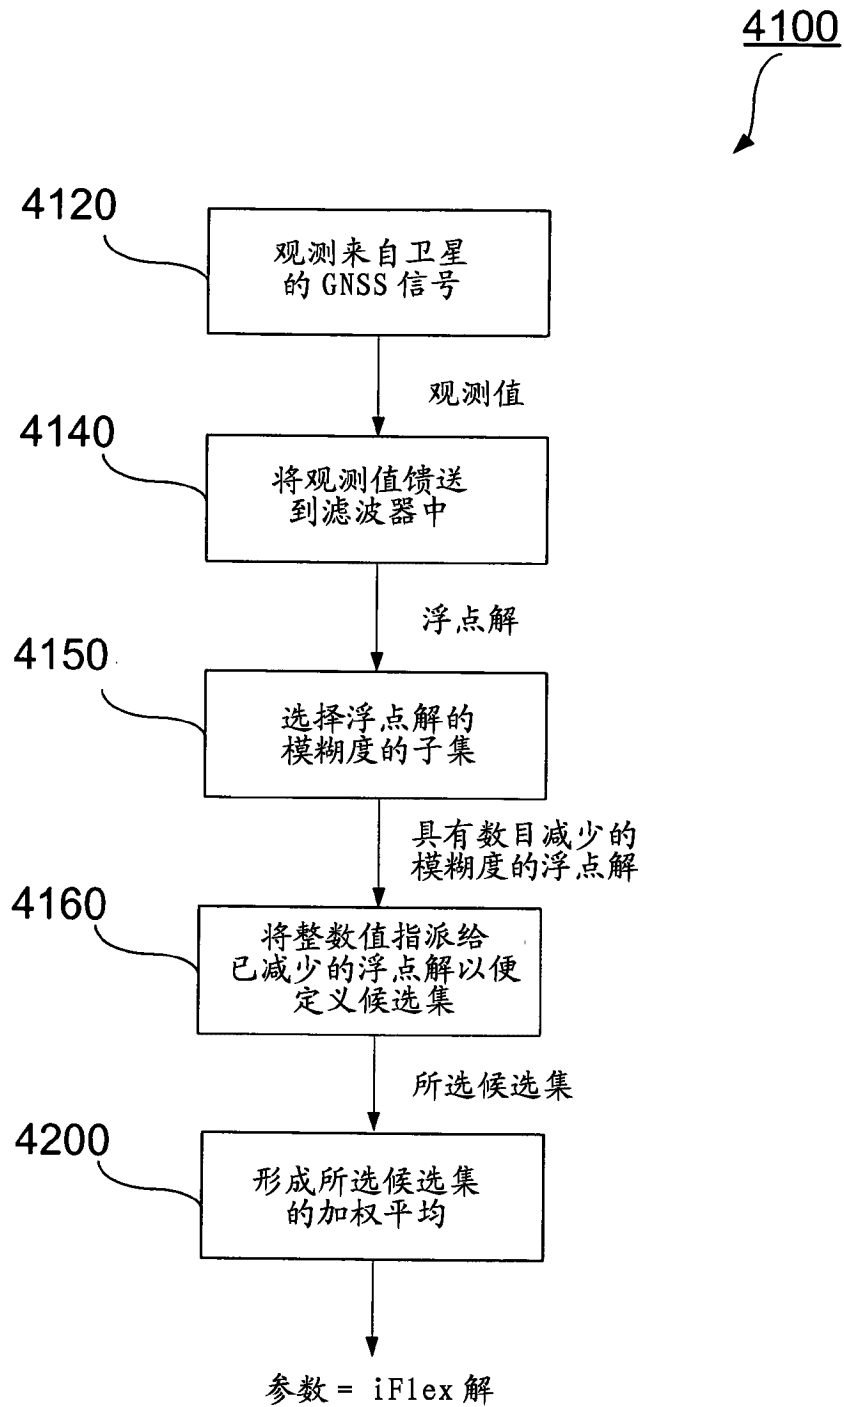 4100
4120
观测来自卫星
的 GNSS 信号
观测值
4140
将观测值馈送
到滤波器中
浮点解
4150
选择浮点解的
模糊度的子集
具有数目减少的
模糊度的浮点解
4160
将整数值指派给
已减少的浮点解以便
定义候选集
所选候选集
4200
形成所选候选集
的加权平均
参数 = iFlex 解